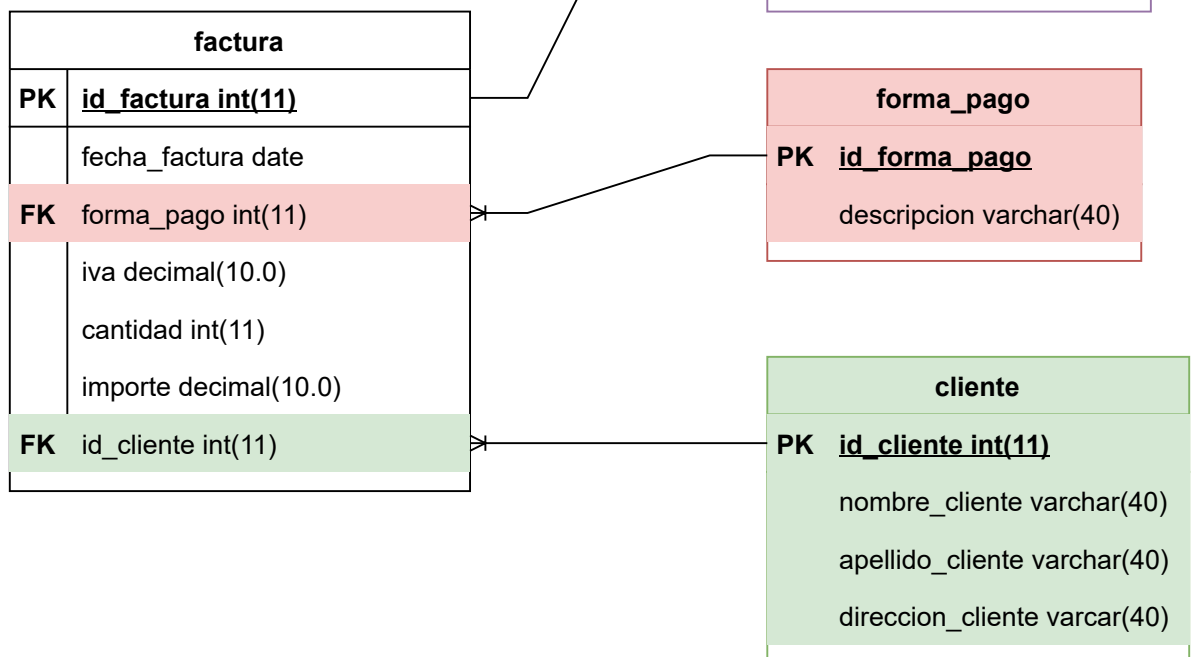 factura
PK id_factura int(11)
fecha_factura date
FK forma_pago int(11)
iva decimal(10.0)
cantidad int(11)
importe decimal(10.0)
FK id_cliente int(11)
forma_pago
PK id_forma_pago
descripcion varchar(40)
cliente
PK id_cliente int(11)
nombre_cliente varchar(40)
apellido_cliente varchar(40)
direccion_cliente varcar(40)